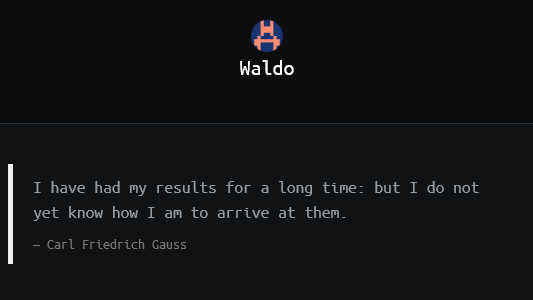 Waldo
I have had my results for a long time: but I do not
yet know how I am to arrive at them.
— Carl Friedrich Gauss